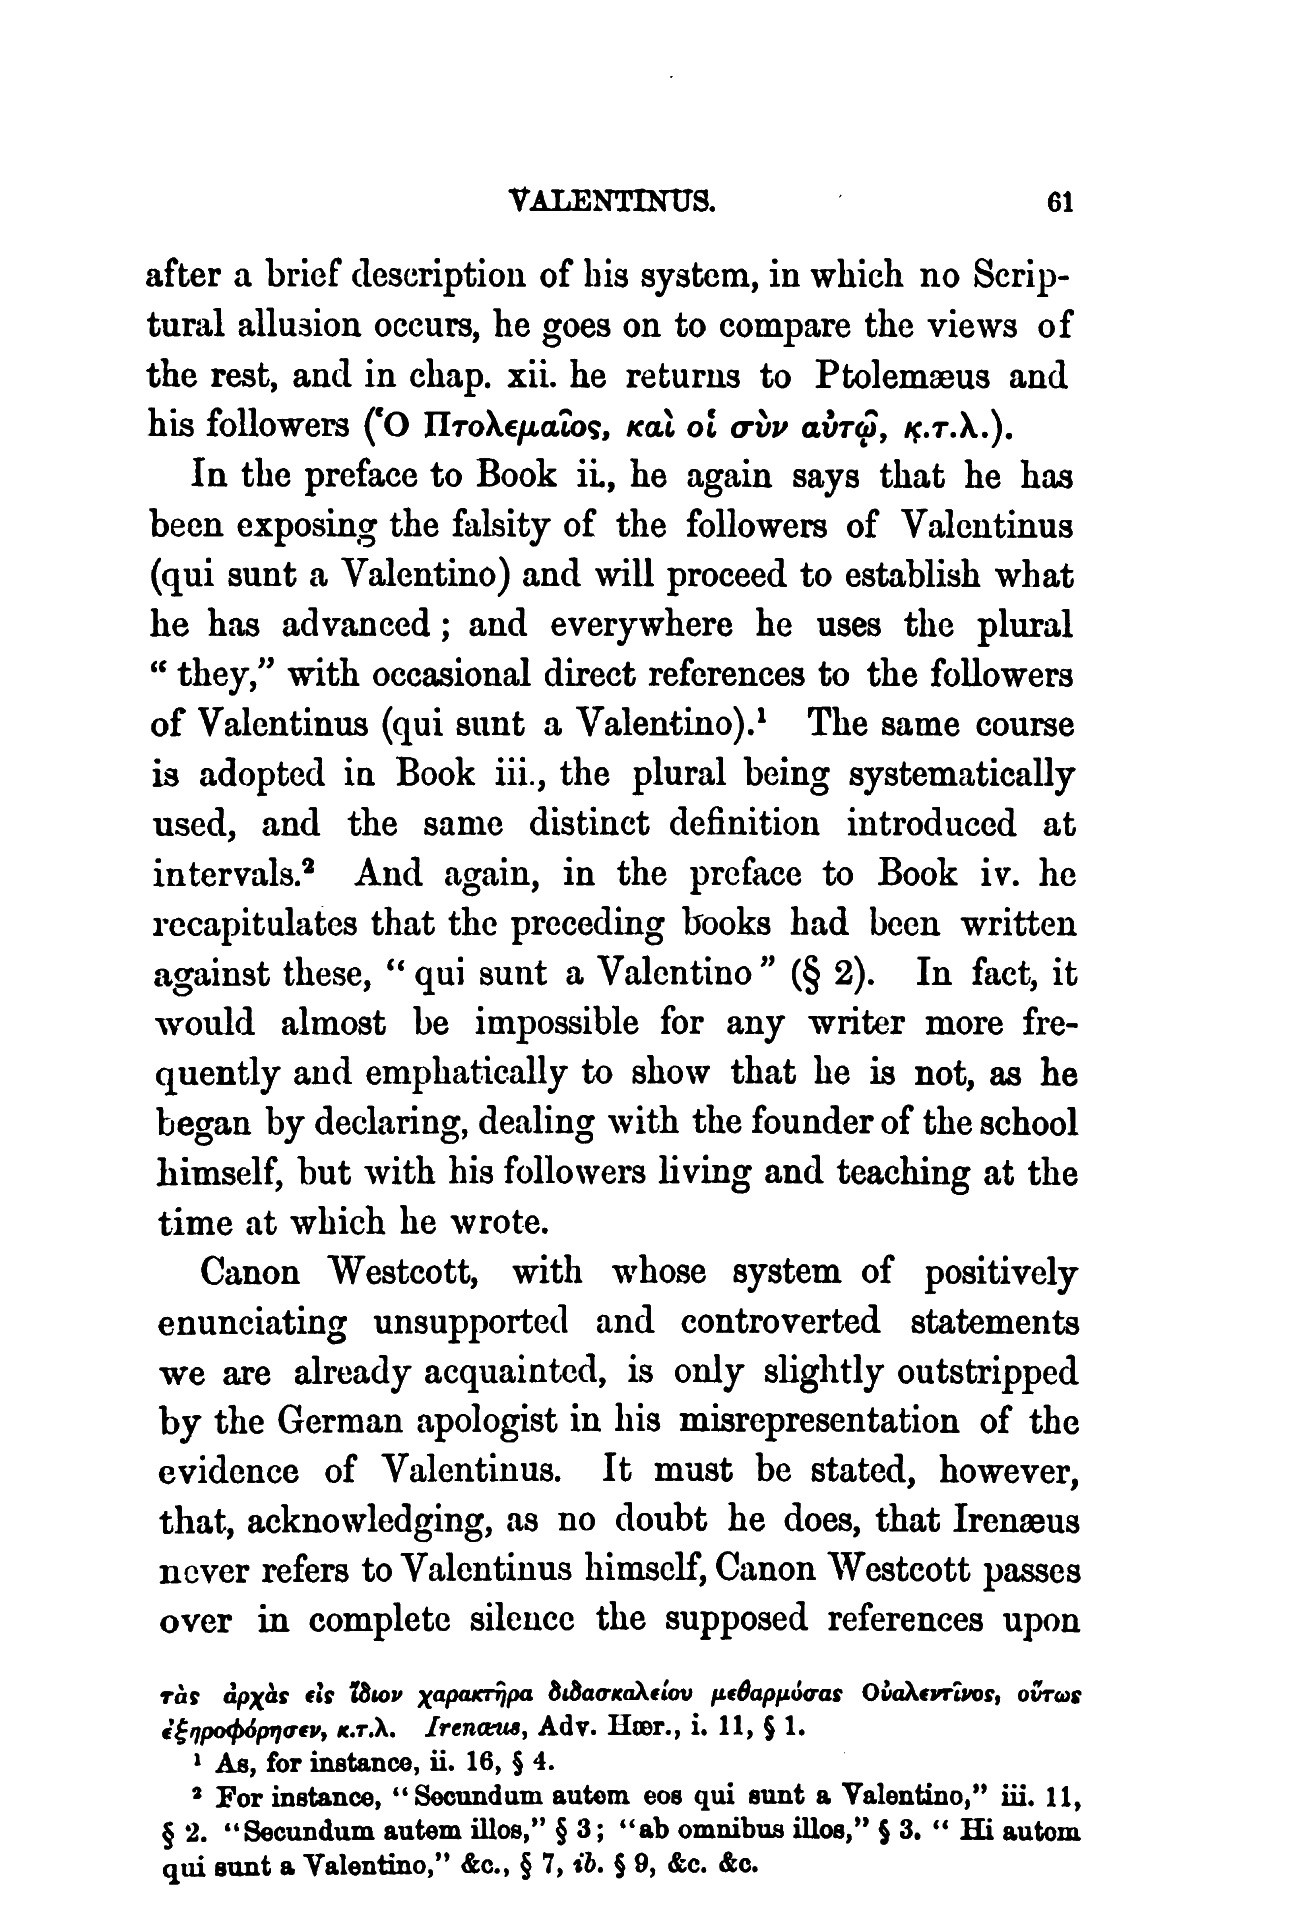 VALENTINUS. 61
after a brief description of his system, in which no Scrip-
tural allusion occurs, he goes on to compare the views of
the rest, and in chap. xii. he returns to Ptolemæus and
his followers (Ὁ Πτολεμαῖος, καὶ οἱ σὺν αὐτῷ, κ.τ.λ.).
In the preface to Book ii., he again says that he has
been exposing the falsity of the followers of Valentinus
(qui sunt a Valentino) and will proceed to establish what
he has advanced ; and everywhere he uses the plural
“ they,” with occasional direct references to the followers
of Valentinus (qui sunt a Valentino).¹ The same course
is adopted in Book iii., the plural being systematically
used, and the same distinct definition introduced at
intervals.² And again, in the preface to Book iv. he
recapitulates that the preceding books had been written
against these, “ qui sunt a Valentino ” (§ 2). In fact, it
would almost be impossible for any writer more fre-
quently and emphatically to show that he is not, as he
began by declaring, dealing with the founder of the school
himself, but with his followers living and teaching at the
time at which he wrote.
Canon Westcott, with whose system of positively
enunciating unsupported and controverted statements
we are already acquainted, is only slightly outstripped
by the German apologist in his misrepresentation of the
evidence of Valentinus. It must be stated, however,
that, acknowledging, as no doubt he does, that Irenæus
never refers to Valentinus himself, Canon Westcott passes
over in complete silence the supposed references upon
τὰς ἀρχὰς εἰς ἴδιον χαρακτῆρα διδασκαλείου μεθαρμόσας Οὐαλεντῖνος, οὕτως
ἐξηροφόρησεν, κ.τ.λ. Irenæus, Adv. Hær., i. 11, § 1.
¹ As, for instance, ii. 16, § 4.
² For instance, “ Secundum autem eos qui sunt a Valentino,” iii. 11,
§ 2. “Secundum autem illos,” § 3 ; “ab omnibus illos,” § 3. “ Hi autem
qui sunt a Valentino,” &c., § 7, ib. § 9, &c. &c.